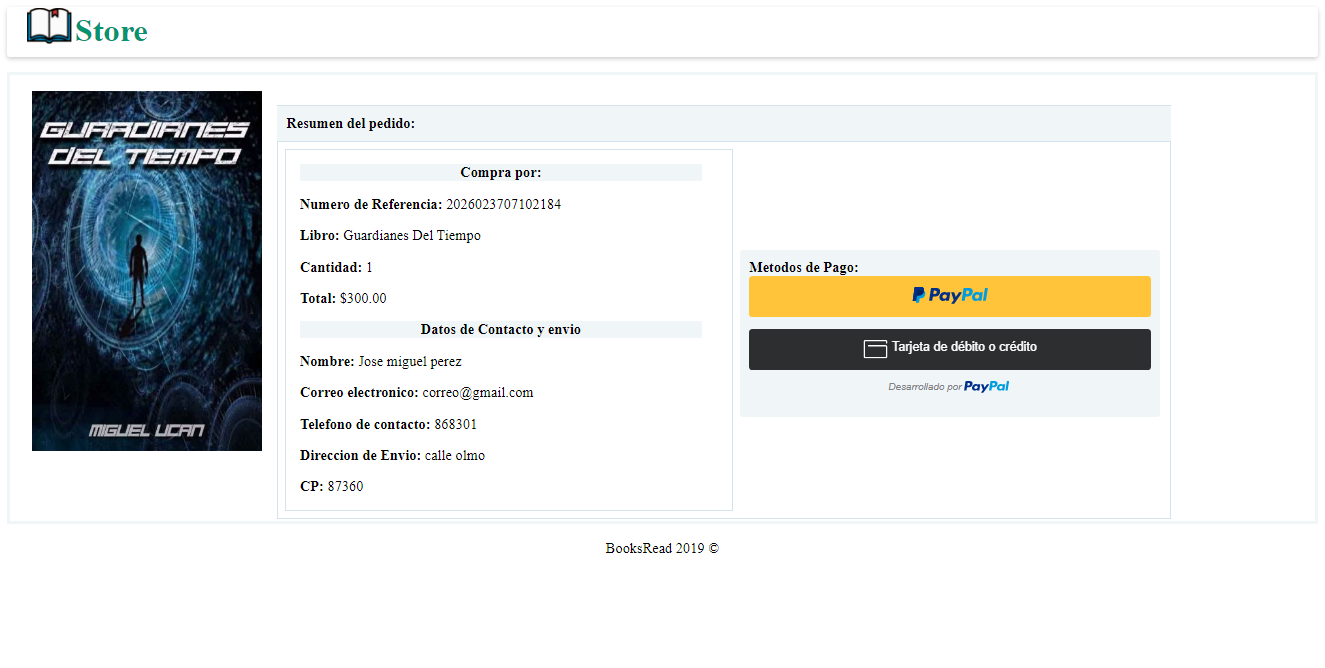 Store
GUARDIANES
DEL TIEMPO
MIGUEL UCAN
Resumen del pedido:
Compra por:
Numero de Referencia: 2026023707102184
Libro: Guardianes Del Tiempo
Cantidad: 1
Total: $300.00
Datos de Contacto y envio
Nombre: Jose miguel perez
Correo electronico: correo@gmail.com
Telefono de contacto: 868301
Direccion de Envio: calle olmo
CP: 87360
Metodos de Pago:
PayPal
Tarjeta de débito o crédito
Desarrollado por PayPal
BooksRead 2019 ©